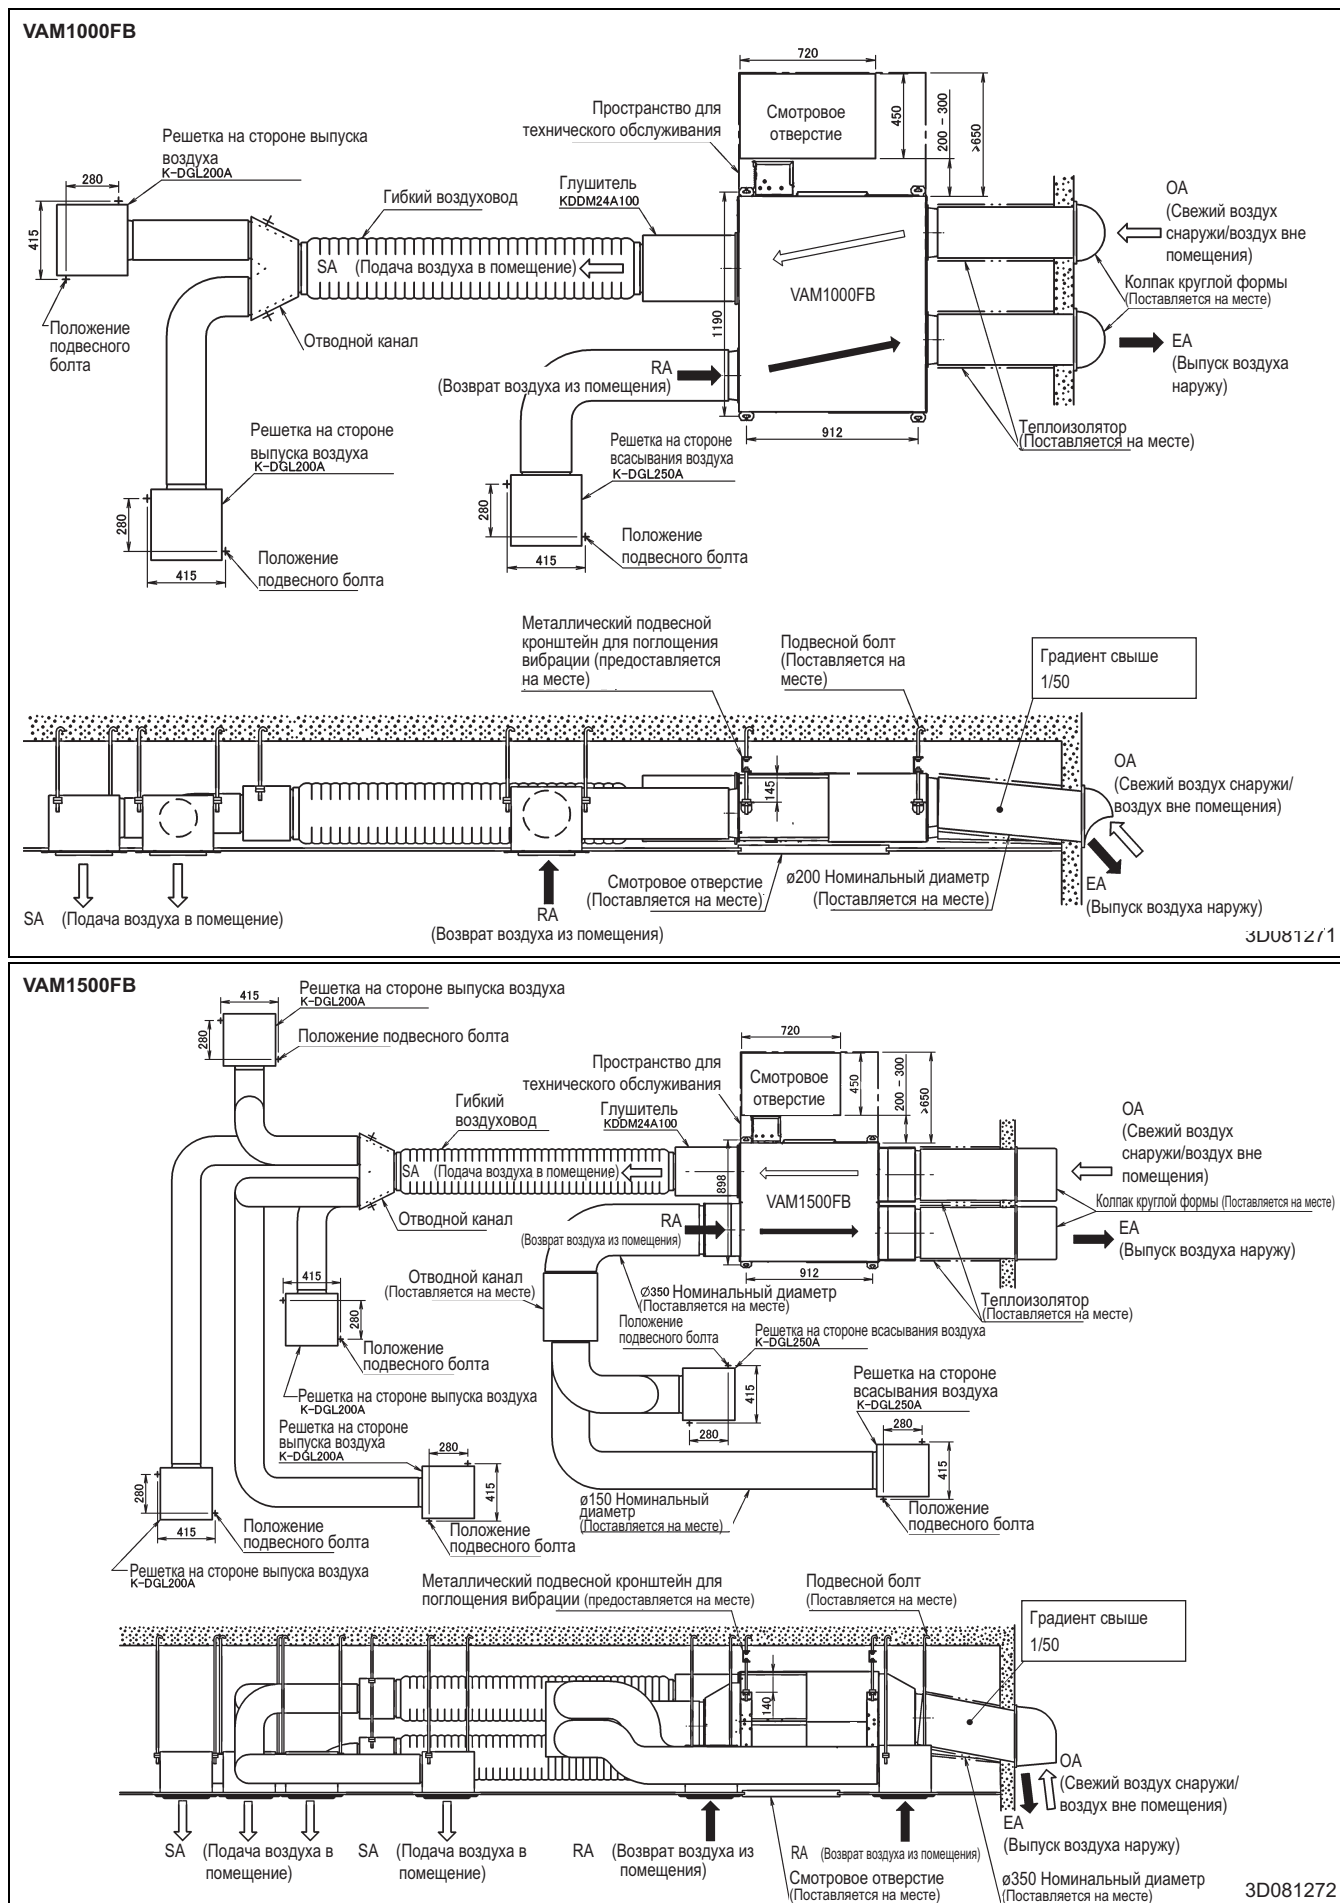 VAM1000FB
720
Смотровое
отверстие
450
200 - 300
>650
Пространство для
технического обслуживания
Решетка на стороне выпуска
воздуха
K-DGL200A
280
415
Гибкий воздуховод
Глушитель
KDDM24A100
OA
(Свежий воздух
снаружи/воздух вне
помещения)
SA (Подача воздуха в помещение)
VAM1000FB
Колпак круглой формы
(Поставляется на месте)
Положение
подвесного
болта
Отводной канал
1190
RA
(Возврат воздуха из помещения)
EA
(Выпуск воздуха
наружу)
912
Теплоизолятор
(Поставляется на месте)
Решетка на стороне
выпуска воздуха
K-DGL200A
Решетка на стороне
всасывания воздуха
K-DGL250A
280
415
Положение
подвесного болта
280
415
Положение
подвесного болта
Металлический подвесной
кронштейн для поглощения
вибрации (предоставляется
на месте)
Подвесной болт
(Поставляется на
месте)
Градиент свыше
1/50
145
OA
(Свежий воздух снаружи/
воздух вне помещения)
Смотровое отверстие
(Поставляется на месте)
ø200 Номинальный диаметр
(Поставляется на месте)
EA
(Выпуск воздуха наружу)
SA (Подача воздуха в помещение)
RA
(Возврат воздуха из помещения)
3D081271
VAM1500FB
415
280
Решетка на стороне выпуска воздуха
K-DGL200A
Положение подвесного болта
720
Смотровое
отверстие
450
200 - 300
>650
Пространство для
технического обслуживания
Гибкий
воздуховод
Глушитель
KDDM24A100
OA
(Свежий воздух
снаружи/воздух вне
помещения)
SA (Подача воздуха в помещение)
898
VAM1500FB
Колпак круглой формы (Поставляется на месте)
Отводной канал
RA
(Возврат воздуха из помещения)
EA
(Выпуск воздуха наружу)
912
415
280
Отводной канал
(Поставляется на месте)
Ø350 Номинальный диаметр
(Поставляется на месте)
Теплоизолятор
(Поставляется на месте)
Положение
подвесного болта
Положение
подвесного болта
Решетка на стороне всасывания воздуха
K-DGL250A
415
280
Решетка на стороне
всасывания воздуха
K-DGL250A
280
415
Решетка на стороне выпуска воздуха
K-DGL200A
Решетка на стороне
выпуска воздуха
K-DGL200A
280
415
280
415
ø150 Номинальный
диаметр
(Поставляется на месте)
Положение
подвесного болта
Положение
подвесного болта
Положение
подвесного болта
Решетка на стороне выпуска воздуха
K-DGL200A
Металлический подвесной кронштейн для
поглощения вибрации (предоставляется на месте)
Подвесной болт
(Поставляется на месте)
Градиент свыше
1/50
140
OA
(Свежий воздух снаружи/
воздух вне помещения)
EA
(Выпуск воздуха наружу)
SA (Подача воздуха в
помещение)
SA (Подача воздуха в
помещение)
RA (Возврат воздуха из
помещения)
RA (Возврат воздуха из помещения)
Смотровое отверстие
(Поставляется на месте)
ø350 Номинальный диаметр
(Поставляется на месте)
3D081272